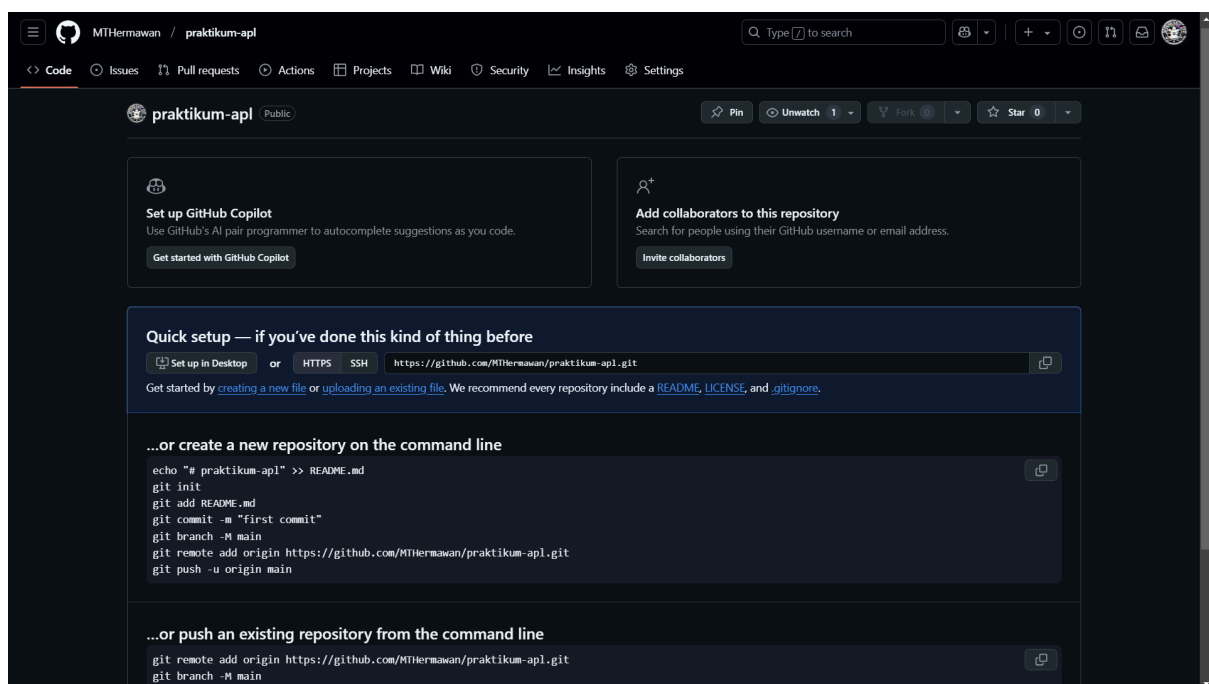 MTHermawan / praktikum-apl
Type / to search
Code Issues Pull requests Actions Projects Wiki Security Insights Settings
praktikum-apl Public
Pin Unwatch 1 Fork 0 Star 0
Set up GitHub Copilot
Use GitHub's AI pair programmer to autocomplete suggestions as you code.
Get started with GitHub Copilot
Add collaborators to this repository
Search for people using their GitHub username or email address.
Invite collaborators
Quick setup — if you've done this kind of thing before
Set up in Desktop or HTTPS SSH https://github.com/MTHermawan/praktikum-apl.git
Get started by creating a new file or uploading an existing file. We recommend every repository include a README, LICENSE, and .gitignore.
...or create a new repository on the command line
echo "# praktikum-apl" >> README.md
git init
git add README.md
git commit -m "first commit"
git branch -M main
git remote add origin https://github.com/MTHermawan/praktikum-apl.git
git push -u origin main
...or push an existing repository from the command line
git remote add origin https://github.com/MTHermawan/praktikum-apl.git
git branch -M main